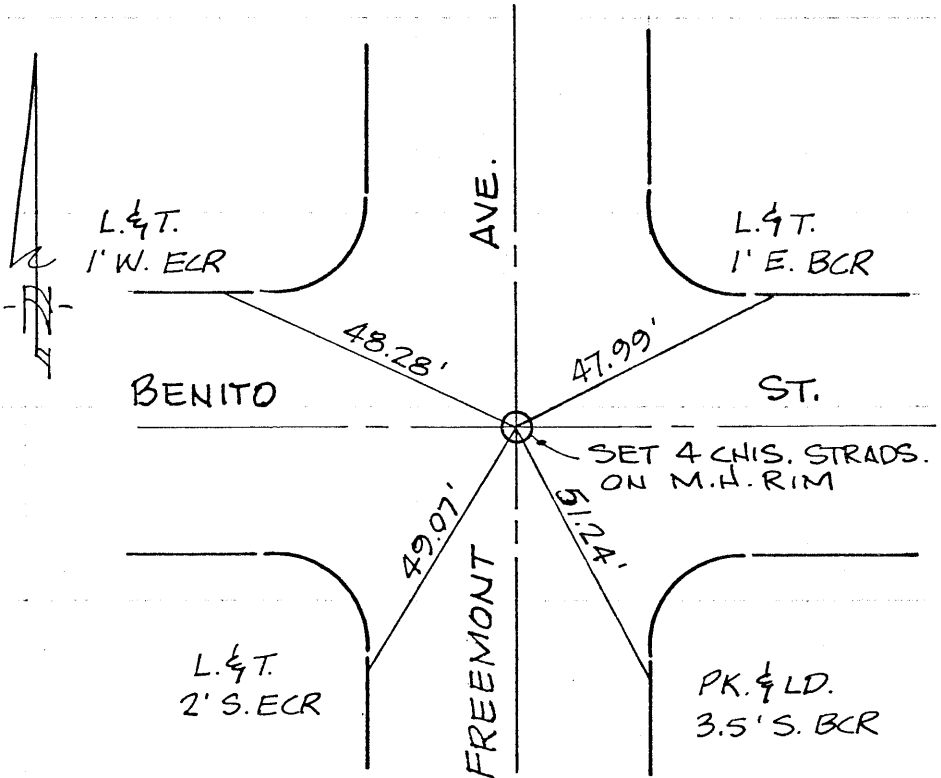 AVE.
L. & T.
1' W. ECR
L. & T.
1' E. BCR
N
48.28'
47.99'
BENITO
ST.
SET 4 CHIS. STRADS.
ON M.H. RIM
49.07'
51.24'
FREEMONT
L. & T.
2' S. ECR
PK. & LD.
3.5' S. BCR